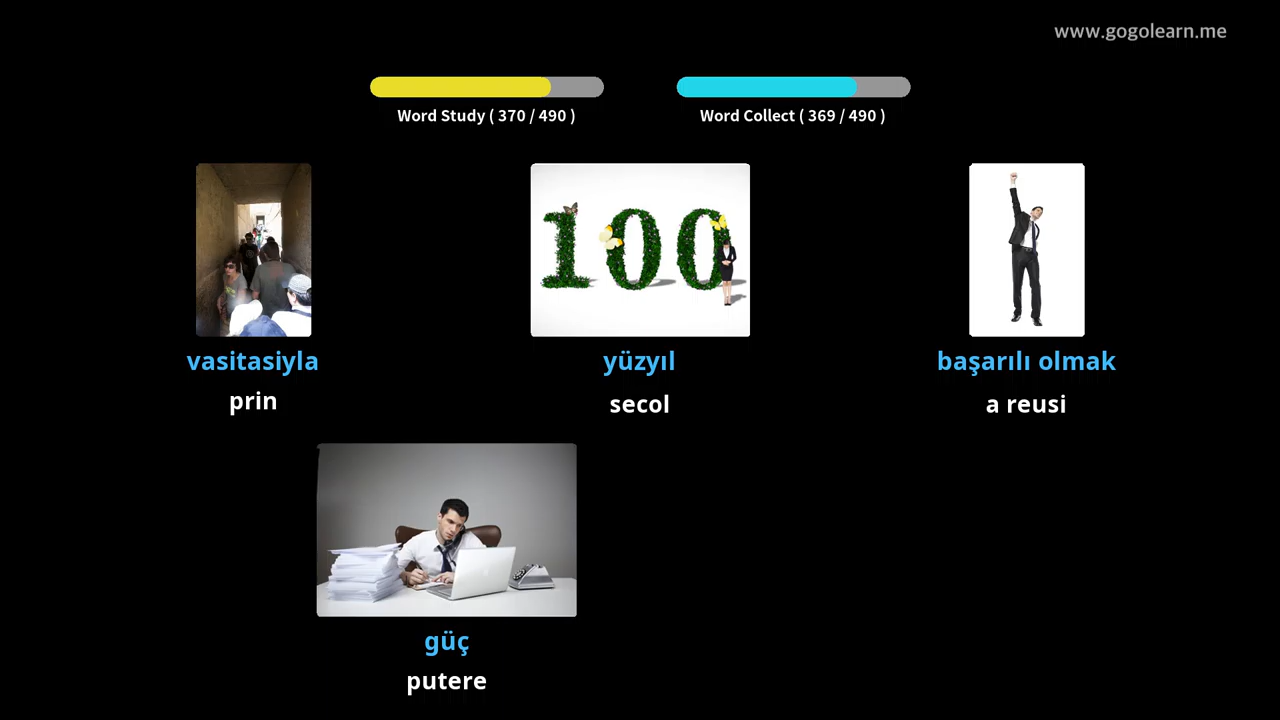 www.gogolearn.me
Word Study ( 370 / 490 )
Word Collect ( 369 / 490 )
100
vasitasiyla
prin
yüzyıl
secol
başarılı olmak
a reusi
güç
putere